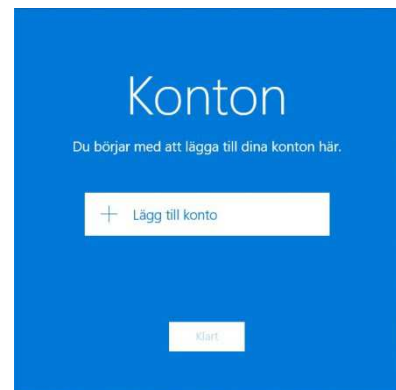 Konton
Du börjar med att lägga till dina konton här.
Lägg till konto
Klart